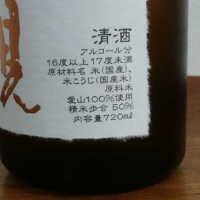 清酒
アルコール分
16度以上17度未満
原材料名 米(国産)、
米こうじ(国産米)
原料米
愛山100%使用
精米歩合 50%
内容量720ml